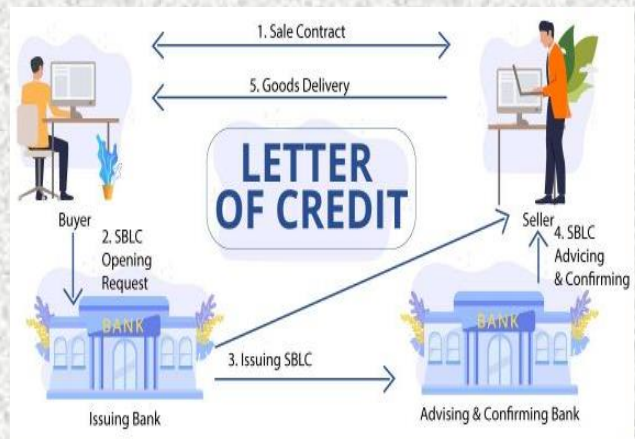 1. Sale Contract
5. Goods Delivery
LETTER
OF CREDIT
Buyer
Seller
2. SBLC
Opening
Request
4. SBLC
Advicing
& Confirming
BANK
BANK
3. Issuing SBLC
Issuing Bank
Advising & Confirming Bank